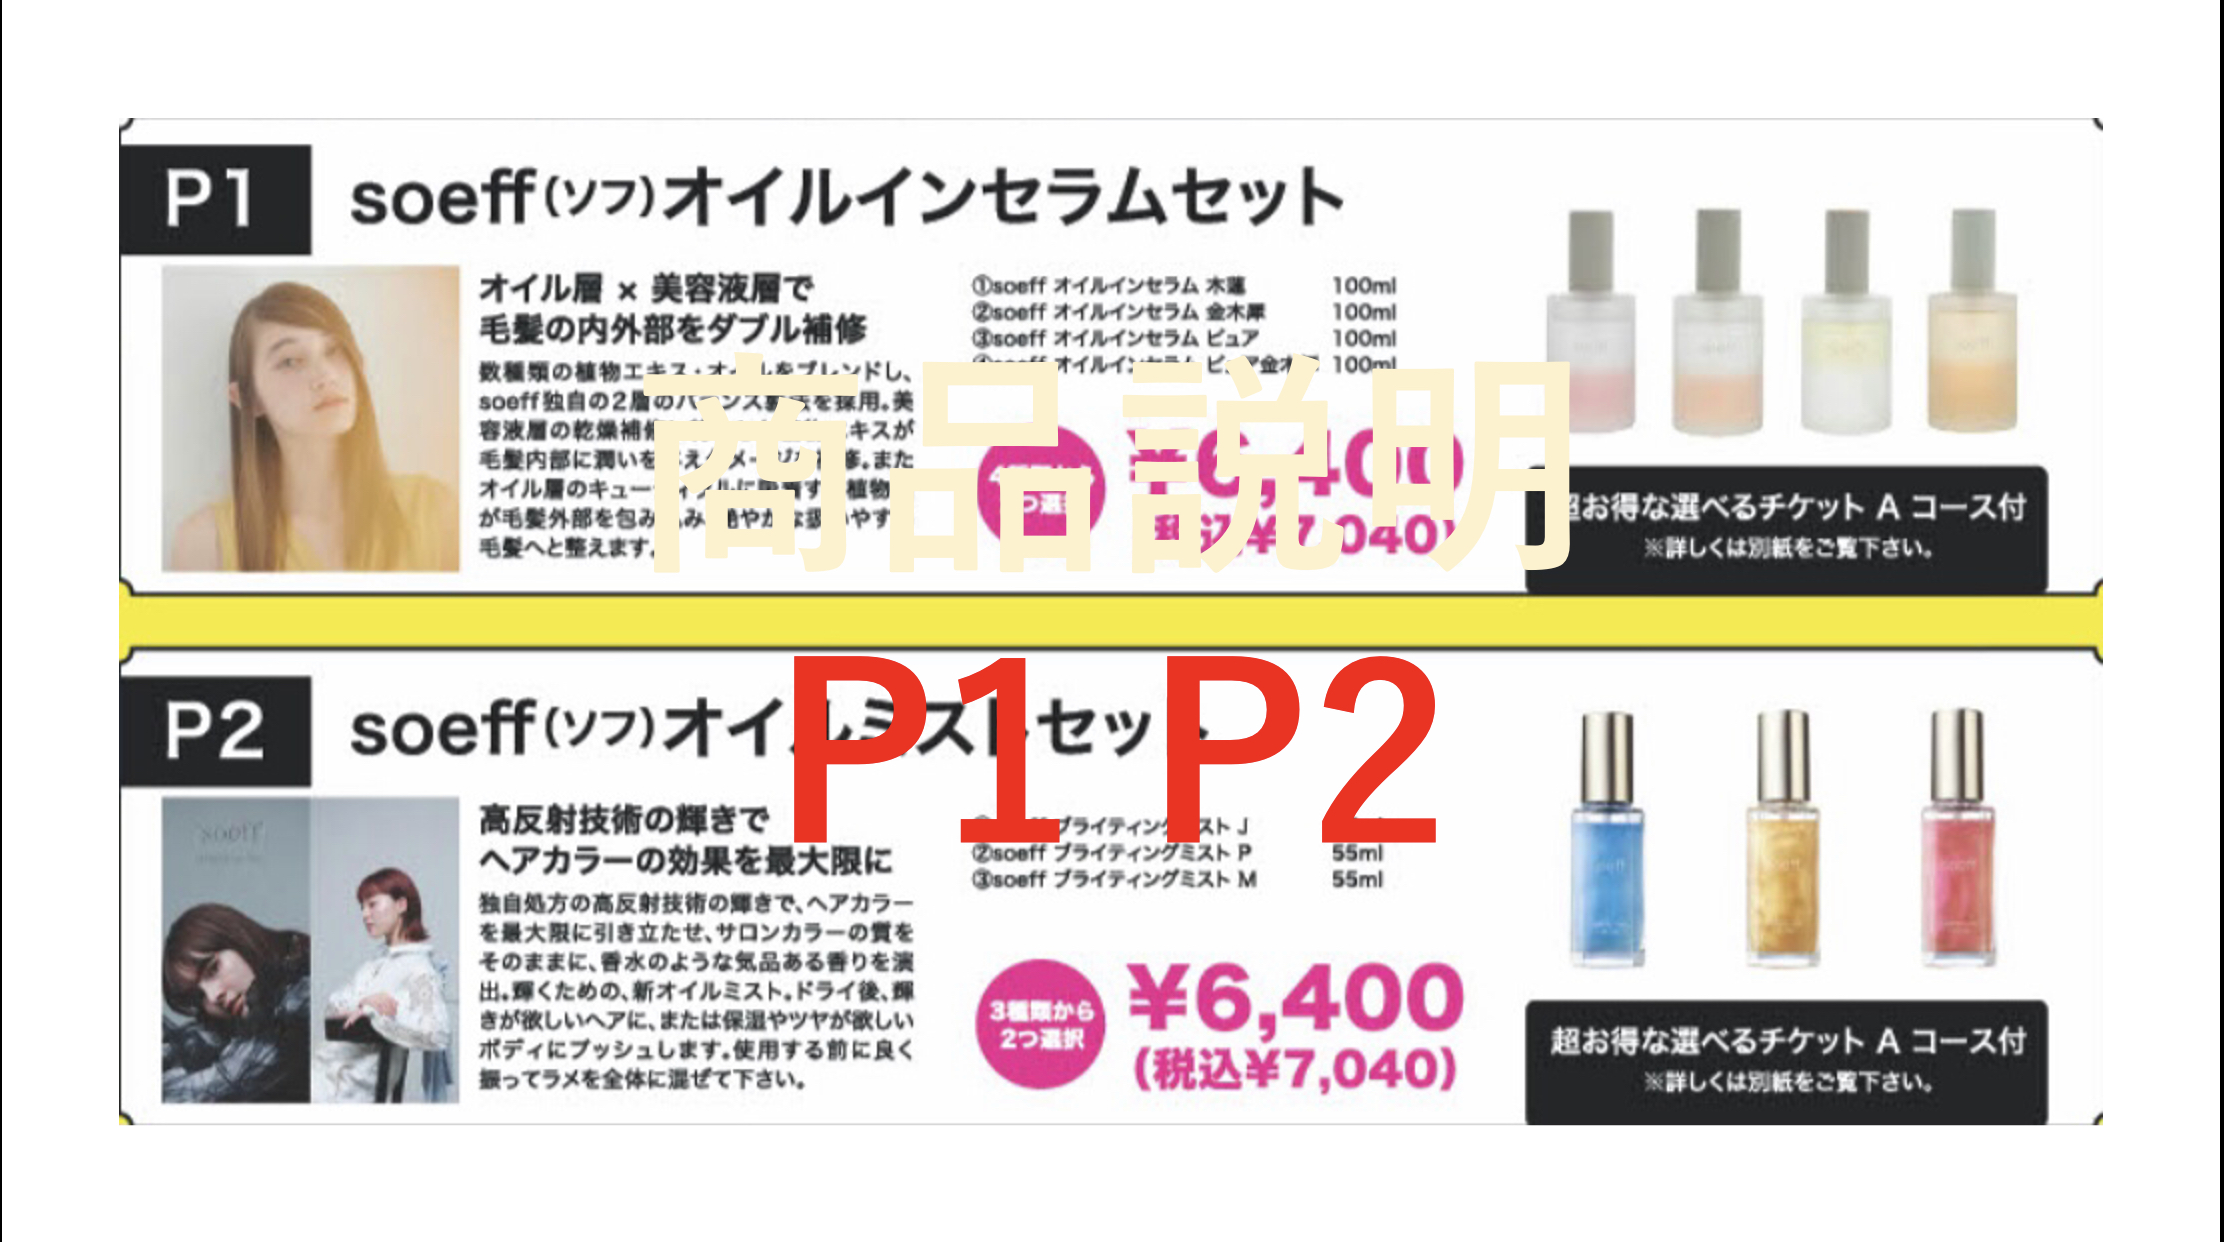 P1
soeff(ソフ)オイルインセラムセット
オイル層 × 美容液層で
毛髪の内外部をダブル補修
数種類の植物エキス・オイルをブレンドし、
soeff独自の2層のバランス製法を採用。美
容液層の乾燥補修
キスが
毛髪内部に潤いを
修。また
オイル層のキューティクルに
植物
が毛髪外部を包み込み、艶やかな扱いやす
毛髪へと整えます。
①soeff オイルインセラム 木蓮 100ml
②soeff オイルインセラム 金木犀 100ml
③soeff オイルインセラム ピュア 100ml
④soeff オイルインセラム ピュア金木犀 100ml
つ選択
¥6,400
(税込¥7,040)
超お得な選べるチケット A コース付
※詳しくは別紙をご覧下さい。
商品説明
P1 P2
P2
soeff(ソフ)オイルミストセット
高反射技術の輝きで
ヘアカラーの効果を最大限に
独自処方の高反射技術の輝きで、ヘアカラー
を最大限に引き立たせ、サロンカラーの質を
そのままに、香水のような気品ある香りを演
出。輝くための、新オイルミスト。ドライ後、輝
きが欲しいヘアに、または保湿やツヤが欲しい
ボディにプッシュします。使用する前に良く
振ってラメを全体に混ぜて下さい。
①soeff ブライティングミスト J
②soeff ブライティングミスト P 55ml
③soeff ブライティングミスト M 55ml
3種類から
2つ選択
¥6,400
(税込¥7,040)
超お得な選べるチケット A コース付
※詳しくは別紙をご覧下さい。
soeff